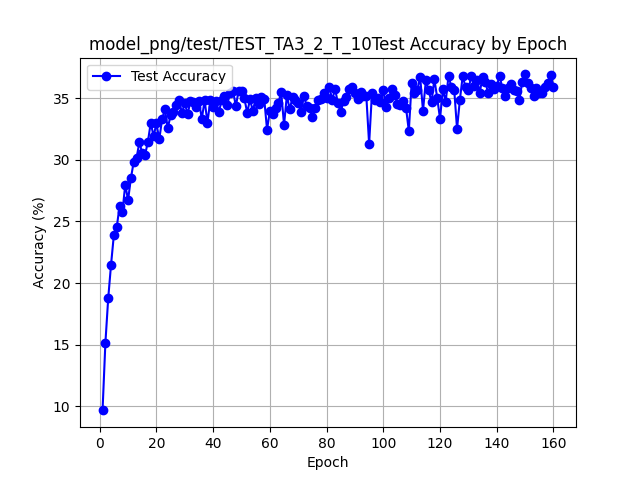 model_png/test/TEST_TA3_2_T_10Test Accuracy by Epoch
Test Accuracy
Accuracy (%)
35
30
25
20
15
10
0 20 40 60 80 100 120 140 160
Epoch